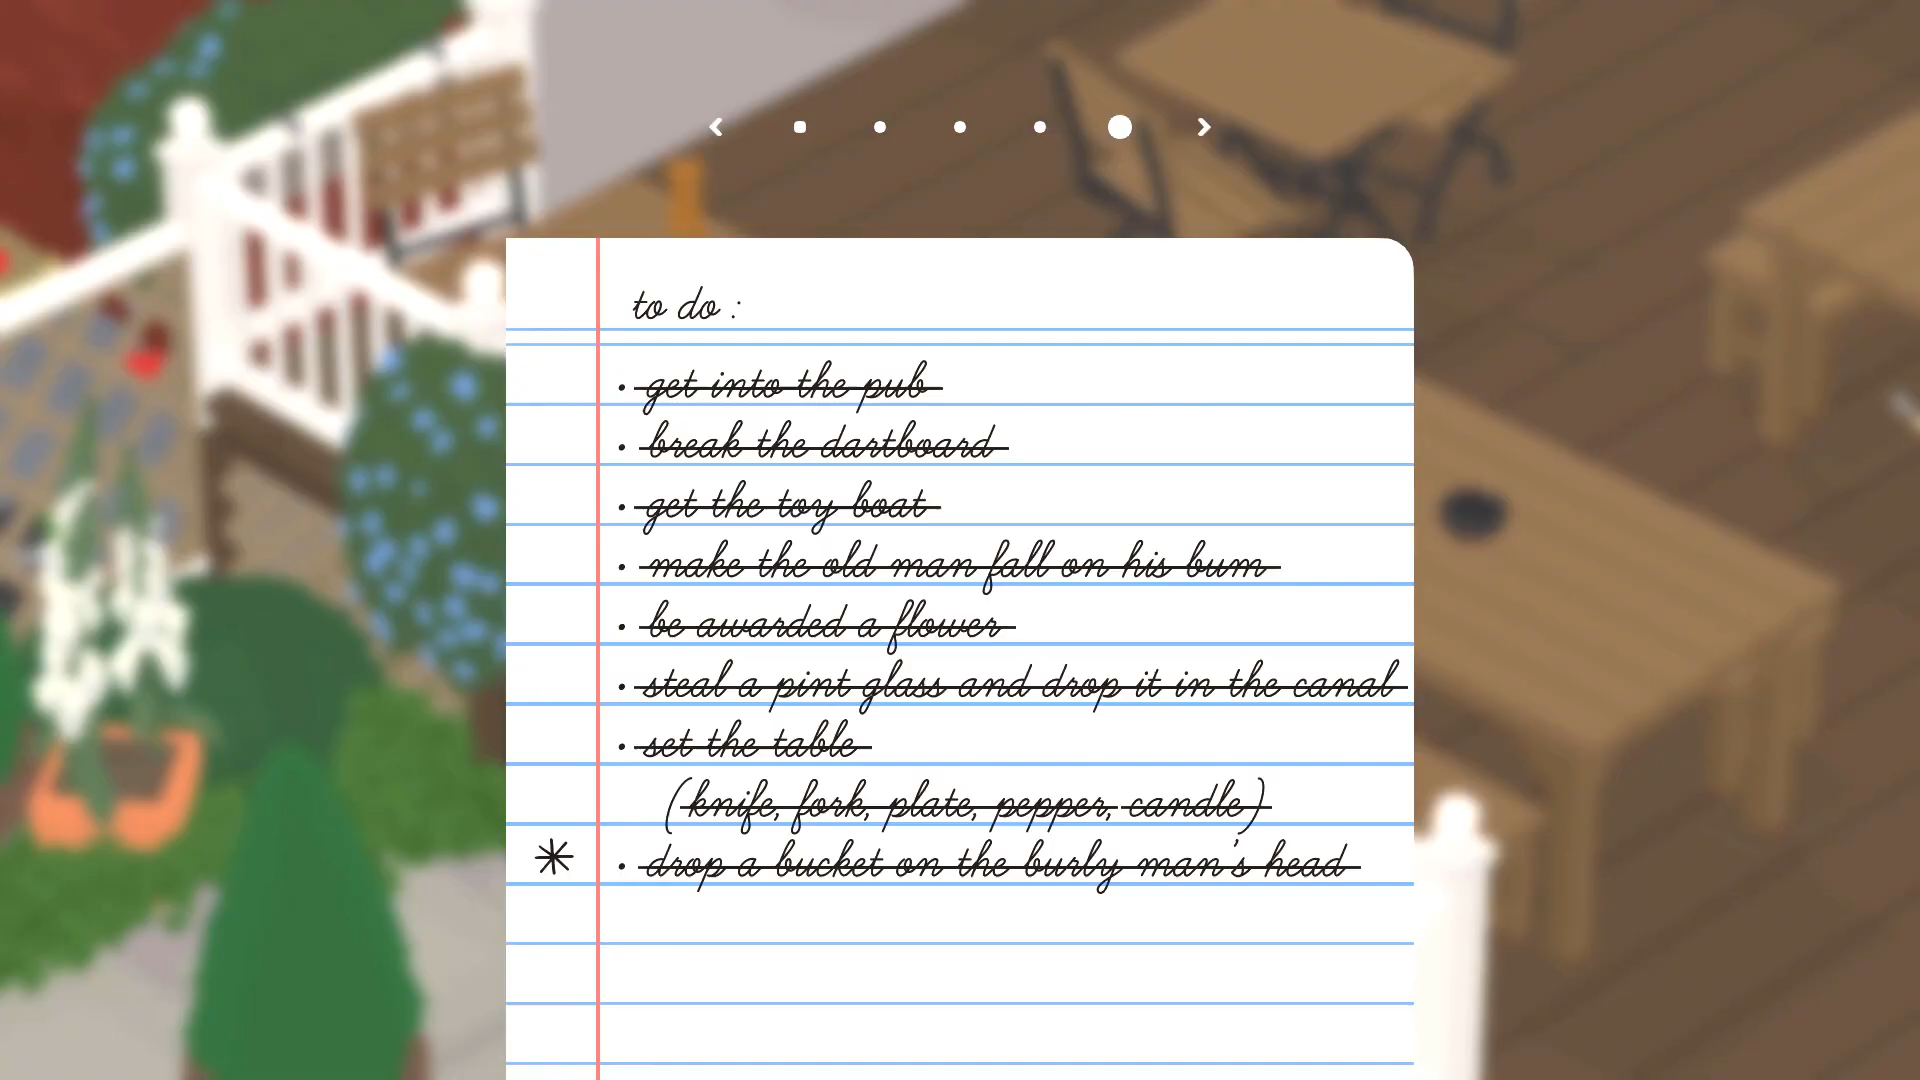 to do :
• get into the pub
• break the dartboard
• get the toy boat
• make the old man fall on his bum
• be awarded a flower
• steal a pint glass and drop it in the canal
• set the table
(knife, fork, plate, pepper, candle)
• drop a bucket on the burly man's head